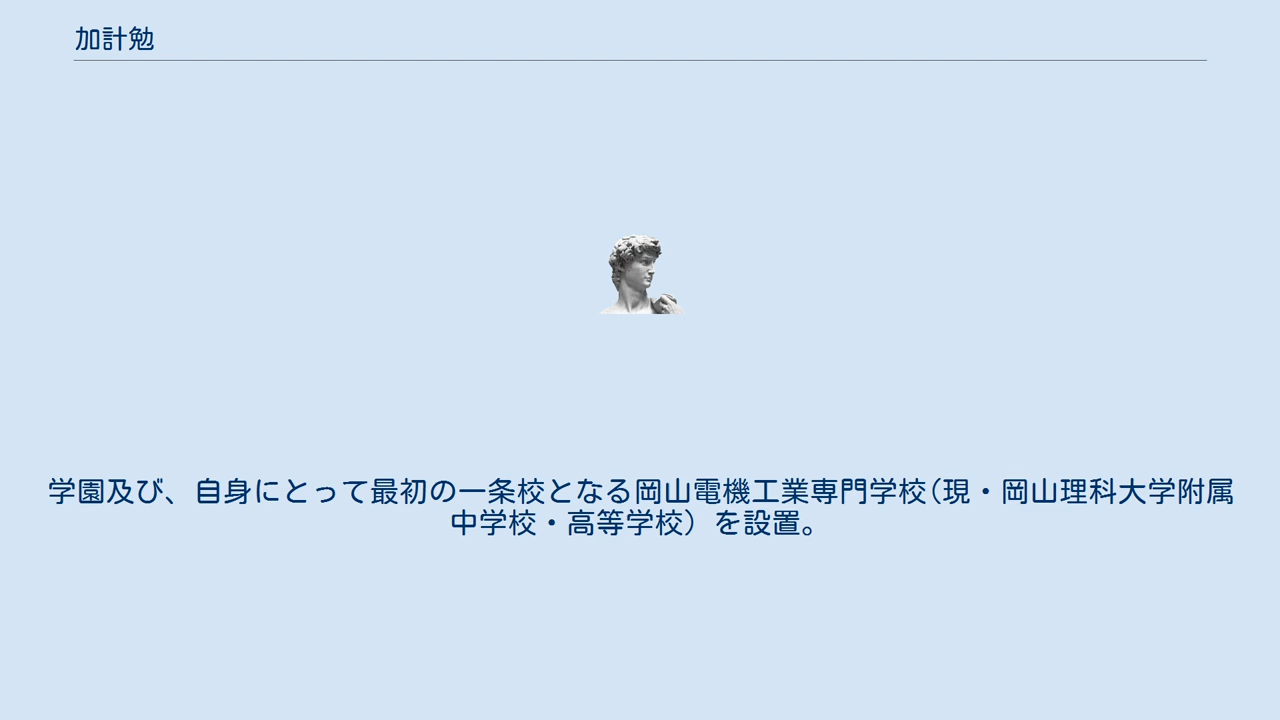 加計勉
学園及び、自身にとって最初の一条校となる岡山電機工業専門学校(現・岡山理科大学附属
中学校・高等学校）を設置。